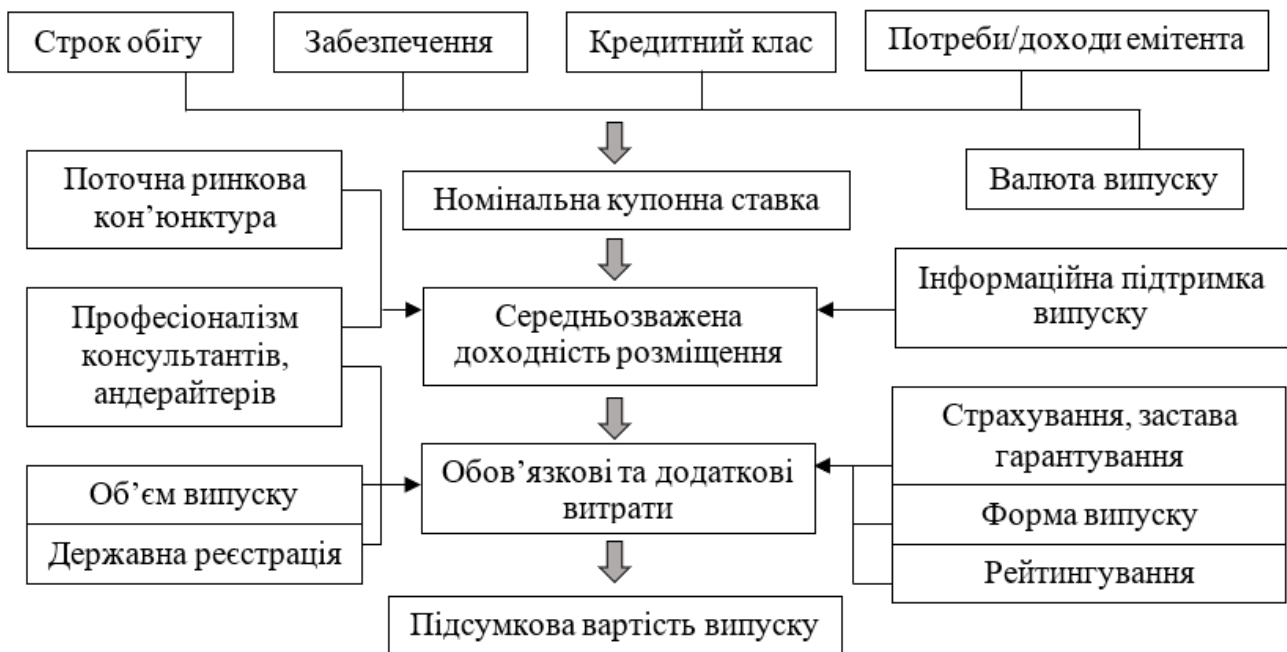 Строк обігу
Забезпечення
Кредитний клас
Потреби/доходи емітента
Поточна ринкова
кон’юнктура
Номінальна купонна ставка
Валюта випуску
Професіоналізм
консультантів,
андерайтерів
Середньозважена
доходність розміщення
Інформаційна підтримка
випуску
Об’єм випуску
Державна реєстрація
Обов’язкові та додаткові
витрати
Страхування, застава
гарантування
Форма випуску
Рейтингування
Підсумкова вартість випуску